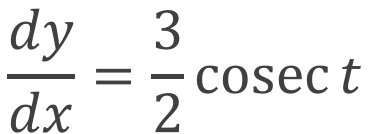 dy/dx = 3/2 cosec t